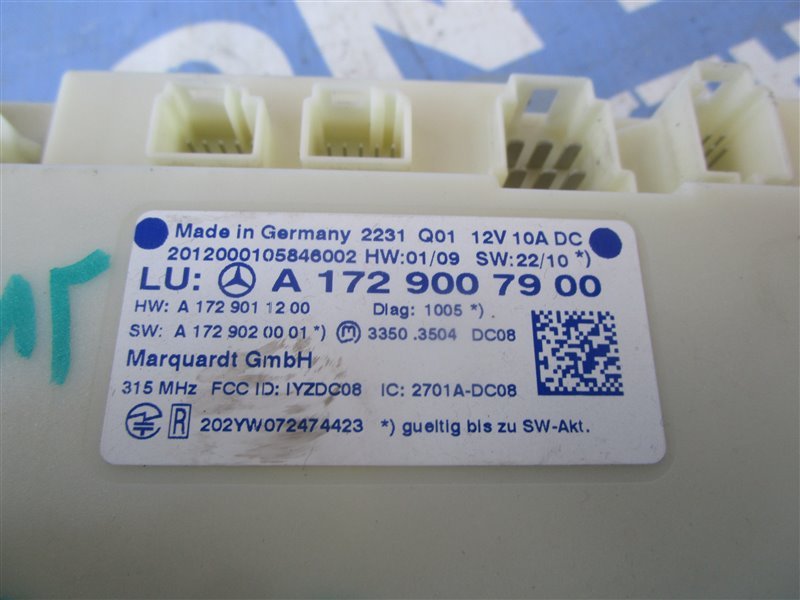 Made in Germany 2231 Q01 12V 10A DC
2012000105846002 HW:01/09 SW:22/10 *)
LU: A 172 900 79 00
HW: A 172 901 12 00 Diag: 1005 *)
SW: A 172 902 00 01 *) 3350 .3504 DC08
Marquardt GmbH
315 MHz FCC ID: IYZDC08 IC: 2701A-DC08
R 202YW072474423 *) gueltig bis zu SW-Akt.